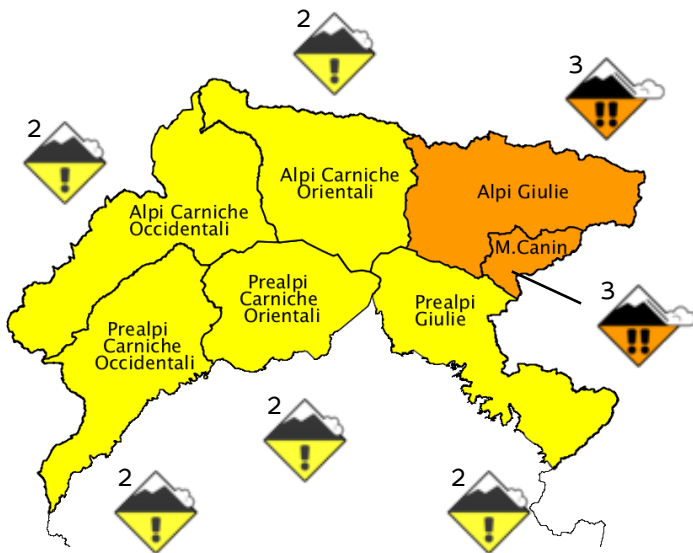 2
3
2
Alpi Carniche
Orientali
Alpi Giulie
Alpi Carniche
Occidentali
M.Canin
Prealpi
Carniche
Orientali
3
Prealpi
Giulie
Prealpi
Carniche
Occidentali
2
2
2